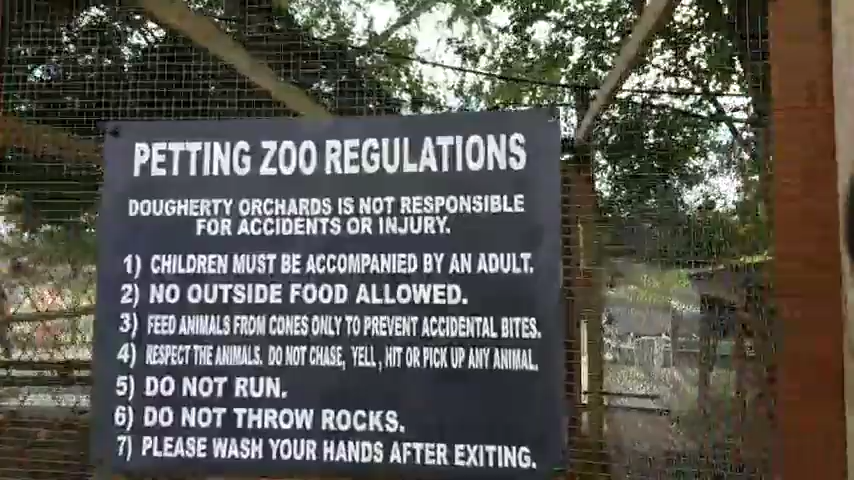 PETTING ZOO REGULATIONS
DOUGHERTY ORCHARDS IS NOT RESPONSIBLE
FOR ACCIDENTS OR INJURY.
1) CHILDREN MUST BE ACCOMPANIED BY AN ADULT.
2) NO OUTSIDE FOOD ALLOWED.
3) FEED ANIMALS FROM CONES ONLY TO PREVENT ACCIDENTAL BITES.
4) RESPECT THE ANIMALS. DO NOT CHASE, YELL, HIT OR PICK UP ANY ANIMAL.
5) DO NOT RUN.
6) DO NOT THROW ROCKS.
7) PLEASE WASH YOUR HANDS AFTER EXITING.